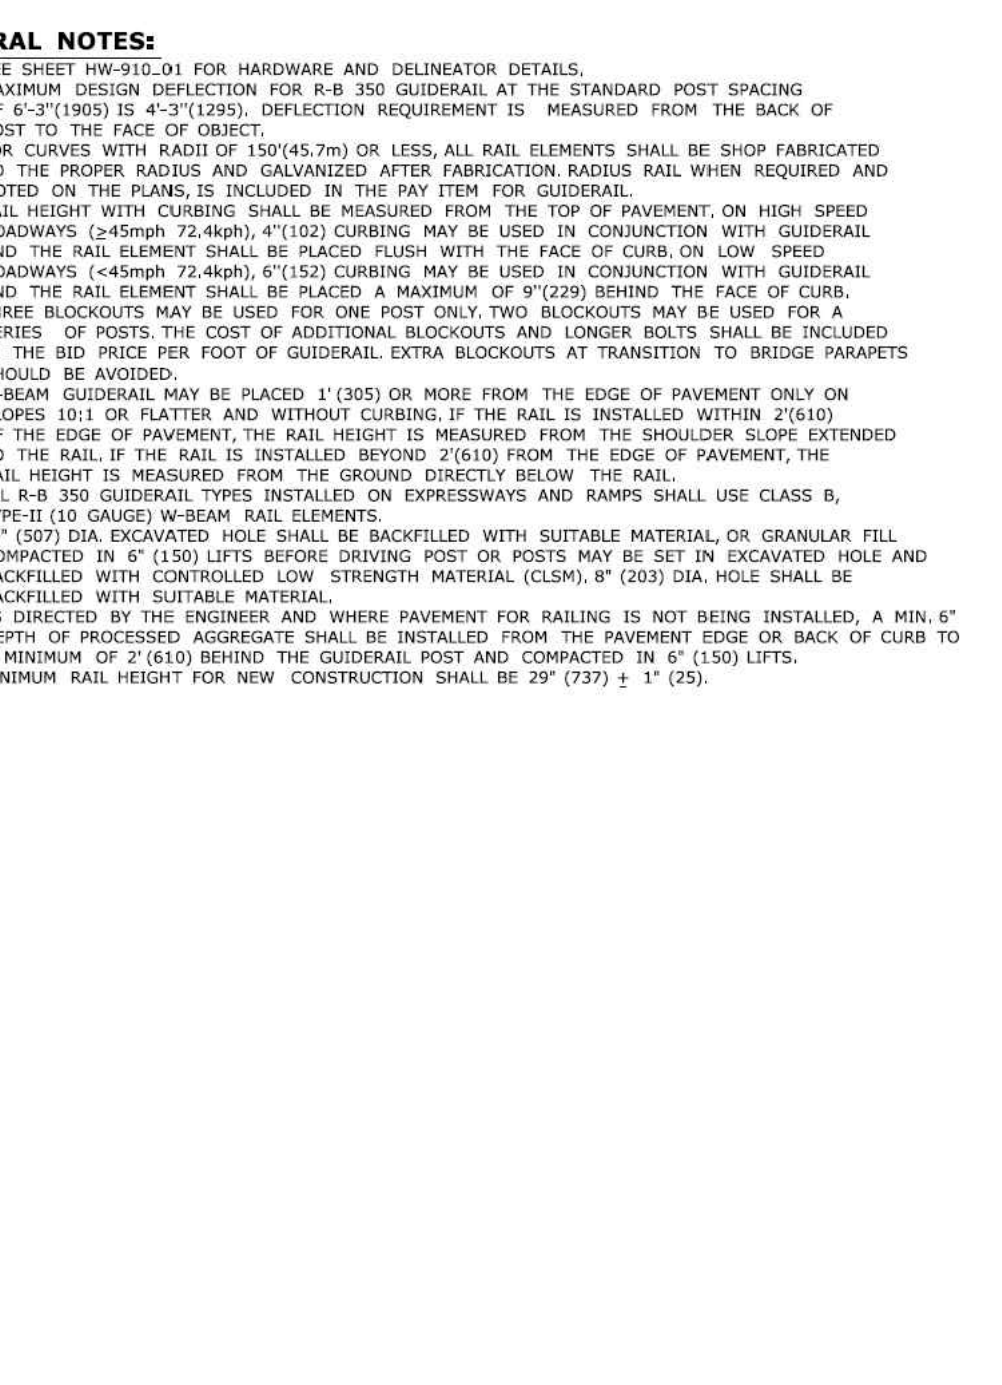 RAL NOTES:
E SHEET HW-910_01 FOR HARDWARE AND DELINEATOR DETAILS.
AXIMUM DESIGN DEFLECTION FOR R-B 350 GUIDERAIL AT THE STANDARD POST SPACING
F 6'-3"(1905) IS 4'-3"(1295). DEFLECTION REQUIREMENT IS MEASURED FROM THE BACK OF
OST TO THE FACE OF OBJECT.
OR CURVES WITH RADII OF 150'(45.7m) OR LESS, ALL RAIL ELEMENTS SHALL BE SHOP FABRICATED
O THE PROPER RADIUS AND GALVANIZED AFTER FABRICATION. RADIUS RAIL WHEN REQUIRED AND
OTED ON THE PLANS, IS INCLUDED IN THE PAY ITEM FOR GUIDERAIL.
AIL HEIGHT WITH CURBING SHALL BE MEASURED FROM THE TOP OF PAVEMENT. ON HIGH SPEED
OADWAYS (≥45mph 72.4kph), 4"(102) CURBING MAY BE USED IN CONJUNCTION WITH GUIDERAIL
ND THE RAIL ELEMENT SHALL BE PLACED FLUSH WITH THE FACE OF CURB. ON LOW SPEED
OADWAYS (<45mph 72.4kph), 6"(152) CURBING MAY BE USED IN CONJUNCTION WITH GUIDERAIL
ND THE RAIL ELEMENT SHALL BE PLACED A MAXIMUM OF 9"(229) BEHIND THE FACE OF CURB.
HREE BLOCKOUTS MAY BE USED FOR ONE POST ONLY. TWO BLOCKOUTS MAY BE USED FOR A
ERIES OF POSTS. THE COST OF ADDITIONAL BLOCKOUTS AND LONGER BOLTS SHALL BE INCLUDED
THE BID PRICE PER FOOT OF GUIDERAIL. EXTRA BLOCKOUTS AT TRANSITION TO BRIDGE PARAPETS
HOULD BE AVOIDED.
-BEAM GUIDERAIL MAY BE PLACED 1' (305) OR MORE FROM THE EDGE OF PAVEMENT ONLY ON
LOPES 10:1 OR FLATTER AND WITHOUT CURBING. IF THE RAIL IS INSTALLED WITHIN 2'(610)
F THE EDGE OF PAVEMENT, THE RAIL HEIGHT IS MEASURED FROM THE SHOULDER SLOPE EXTENDED
O THE RAIL. IF THE RAIL IS INSTALLED BEYOND 2'(610) FROM THE EDGE OF PAVEMENT, THE
AIL HEIGHT IS MEASURED FROM THE GROUND DIRECTLY BELOW THE RAIL.
L R-B 350 GUIDERAIL TYPES INSTALLED ON EXPRESSWAYS AND RAMPS SHALL USE CLASS B,
YPE-II (10 GAUGE) W-BEAM RAIL ELEMENTS.
" (507) DIA. EXCAVATED HOLE SHALL BE BACKFILLED WITH SUITABLE MATERIAL, OR GRANULAR FILL
OMPACTED IN 6" (150) LIFTS BEFORE DRIVING POST OR POSTS MAY BE SET IN EXCAVATED HOLE AND
ACKFILLED WITH CONTROLLED LOW STRENGTH MATERIAL (CLSM). 8" (203) DIA. HOLE SHALL BE
ACKFILLED WITH SUITABLE MATERIAL.
S DIRECTED BY THE ENGINEER AND WHERE PAVEMENT FOR RAILING IS NOT BEING INSTALLED, A MIN. 6"
EPTH OF PROCESSED AGGREGATE SHALL BE INSTALLED FROM THE PAVEMENT EDGE OR BACK OF CURB TO
MINIMUM OF 2' (610) BEHIND THE GUIDERAIL POST AND COMPACTED IN 6" (150) LIFTS.
NIMUM RAIL HEIGHT FOR NEW CONSTRUCTION SHALL BE 29" (737) ± 1" (25).